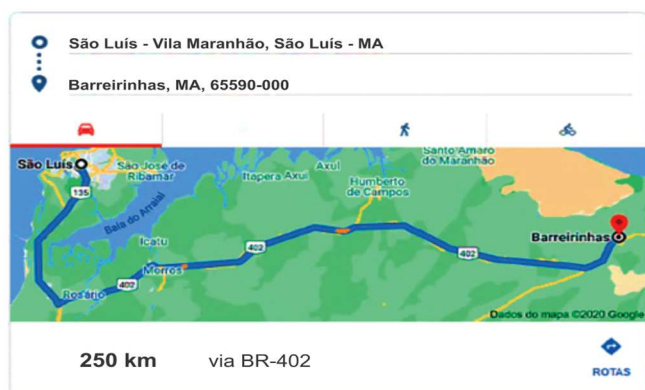 São Luís - Vila Maranhão, São Luís - MA
Barreirinhas, MA, 65590-000
São Luís
São José de
Ribamar
Itapera Axuí
Axuí
Santo Amaro
do Maranhão
Humberto
de Campos
135
Baía do Arraial
Icatu
402
Barreirinhas
402
Morros
402
Rosário
Dados do mapa ©2020 Google
250 km
via BR-402
ROTAS